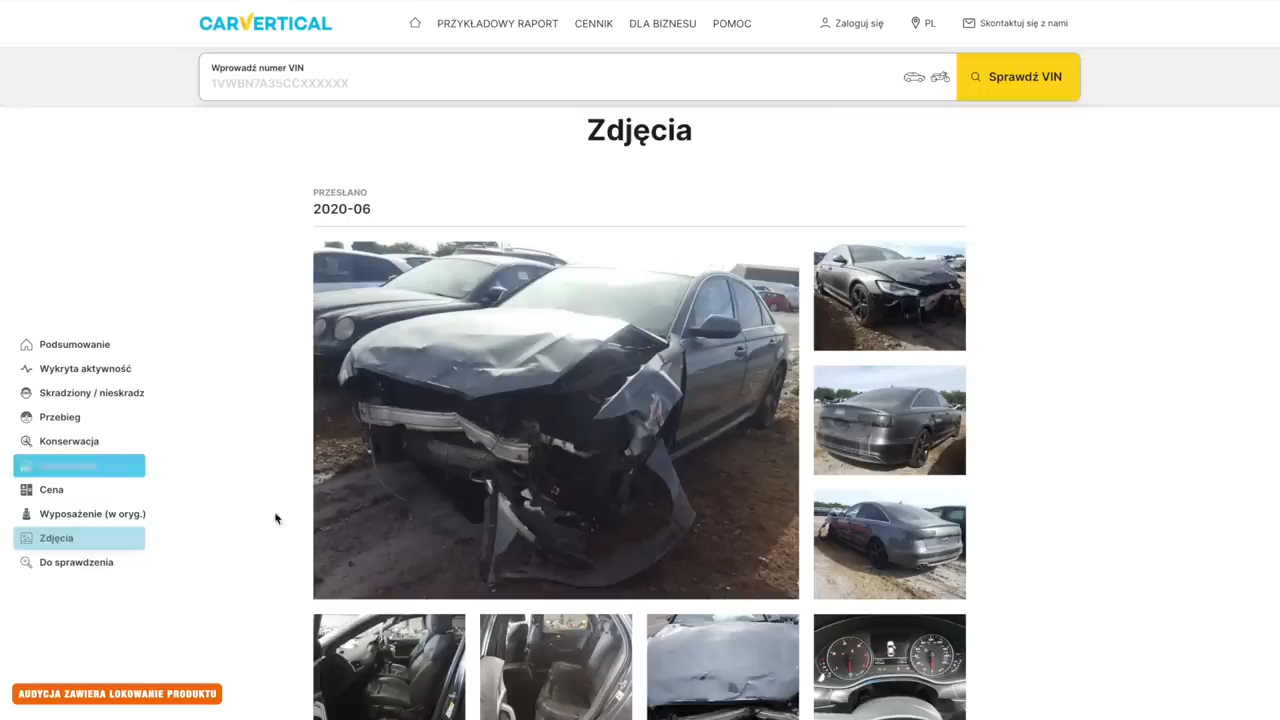 CARVERTICAL
PRZYKŁADOWY RAPORT
CENNIK
DLA BIZNESU
POMOC
Zaloguj się
PL
Skontaktuj się z nami
Wprowadź numer VIN
1VWBN7A35CCXXXXXX
Sprawdź VIN
Zdjęcia
PRZESŁANO
2020-06
Podsumowanie
Wykryta aktywność
Skradziony / nieskradz
Przebieg
Konserwacja
Cena
Wyposażenie (w oryg.)
Zdjęcia
Do sprawdzenia
AUDYCJA ZAWIERA LOKOWANIE PRODUKTU